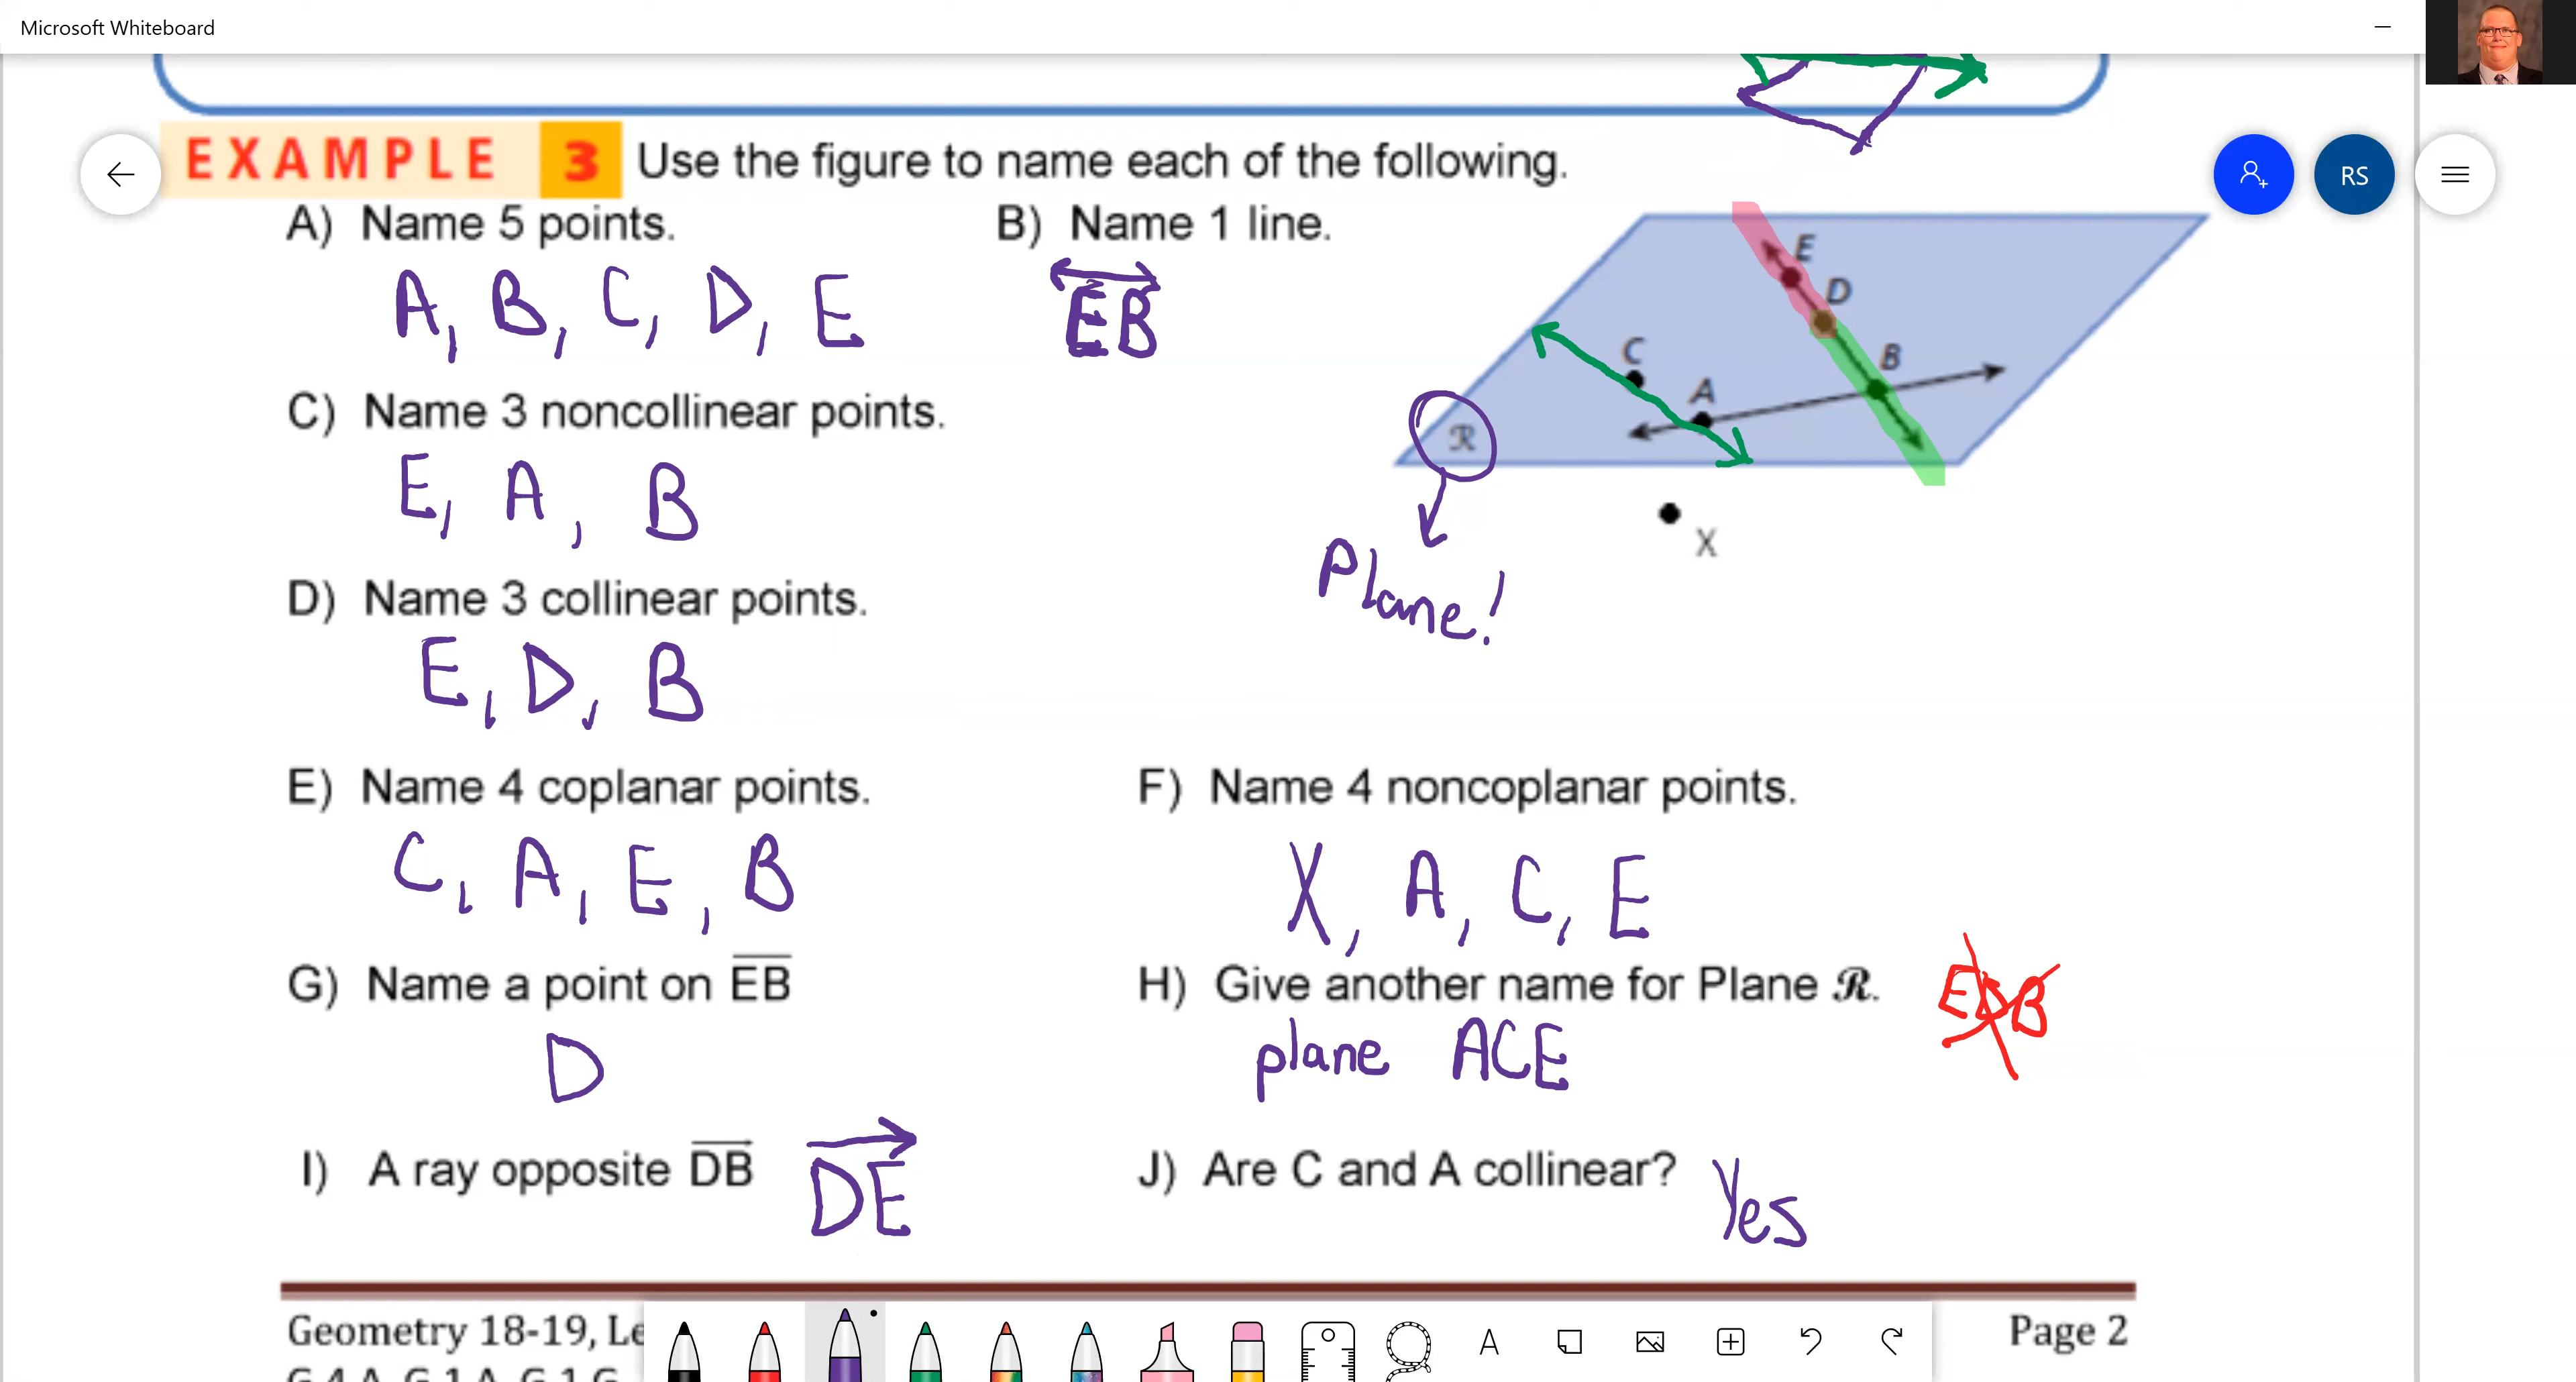 Microsoft Whiteboard
RS
EXAMPLE 3 Use the figure to name each of the following.
A) Name 5 points.
B) Name 1 line.
A, B, C, D, E
EB
E
D
B
C
A
R
X
Plane!
C) Name 3 noncollinear points.
E, A, B
D) Name 3 collinear points.
E, D, B
E) Name 4 coplanar points.
F) Name 4 noncoplanar points.
C, A, E, B
X, A, C, E
G) Name a point on EB
H) Give another name for Plane R.
EDB
D
plane ACE
I) A ray opposite DB
DE
J) Are C and A collinear?
Yes
Geometry 18-19, Le
Page 2
A